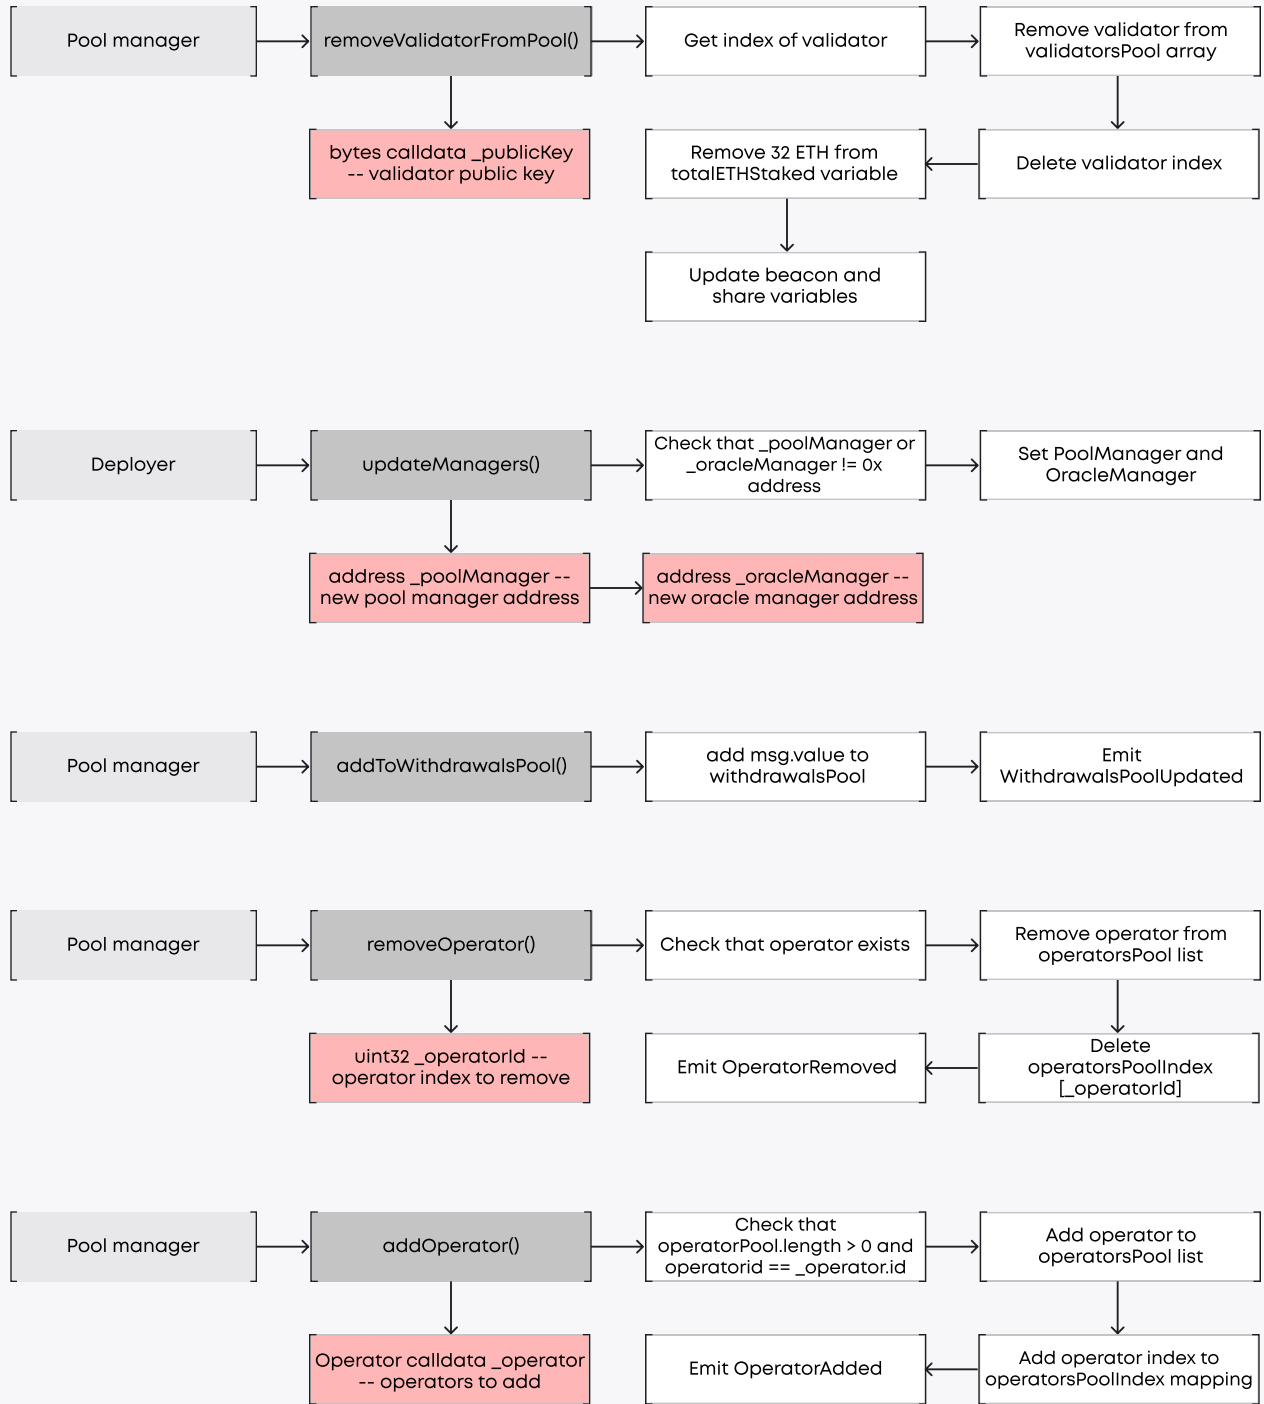 Pool manager
removeValidatorFromPool()
Get index of validator
Remove validator from
validatorsPool array
bytes calldata _publicKey
-- validator public key
Remove 32 ETH from
totalETHStaked variable
Delete validator index
Update beacon and
share variables
Deployer
updateManagers()
Check that _poolManager or
_oracleManager != 0x
address
Set PoolManager and
OracleManager
address _poolManager --
new pool manager address
address _oracleManager --
new oracle manager address
Pool manager
addToWithdrawalsPool()
add msg.value to
withdrawalsPool
Emit
WithdrawalsPoolUpdated
Pool manager
removeOperator()
Check that operator exists
Remove operator from
operatorsPool list
uint32 _operatorId --
operator index to remove
Emit OperatorRemoved
Delete
operatorsPoolIndex
[_operatorId]
Pool manager
addOperator()
Check that
operatorPool.length > 0 and
operatorid == _operator.id
Add operator to
operatorsPool list
Operator calldata _operator
-- operators to add
Emit OperatorAdded
Add operator index to
operatorsPoolIndex mapping